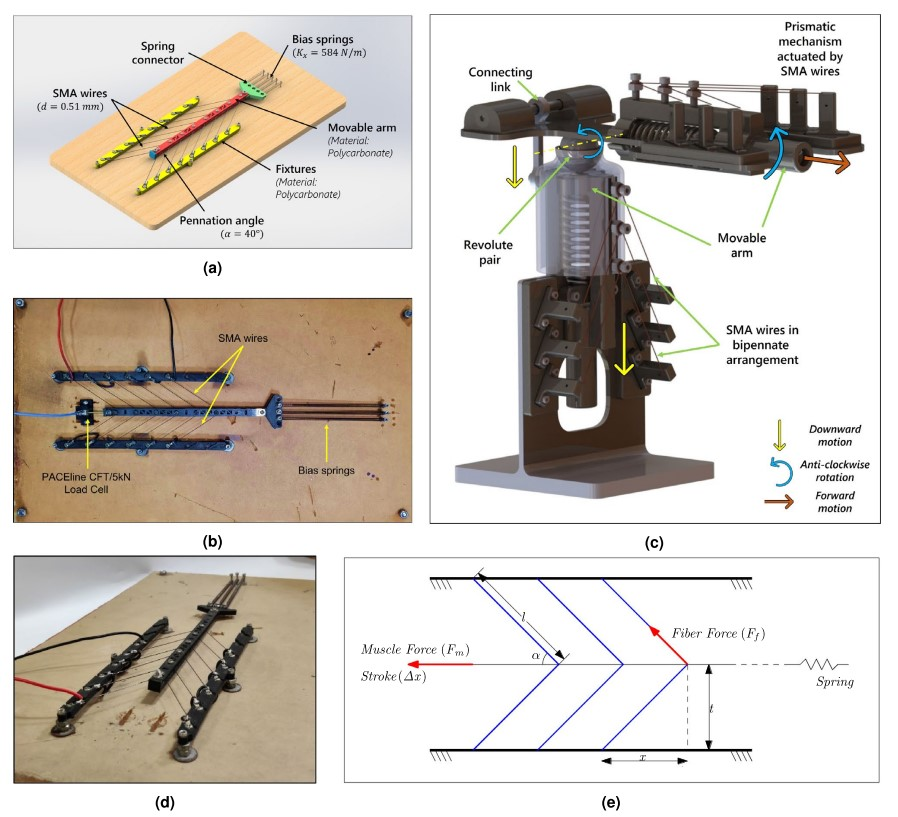 Spring
connector
Bias springs
(Kₓ = 584 N/m)
SMA wires
(d = 0.51 mm)
Movable arm
(Material:
Polycarbonate)
Fixtures
(Material:
Polycarbonate)
Pennation angle
(α = 40°)
(a)
SMA wires
PACEline CFT/5kN
Load Cell
Bias springs
(b)
Prismatic
mechanism
actuated by
SMA wires
Connecting
link
Revolute
pair
Movable
arm
SMA wires in
bipennate
arrangement
Downward
motion
Anti-clockwise
rotation
Forward
motion
(c)
(d)
l
Fiber Force (F_f)
Muscle Force (F_m)
α
Stroke(Δx)
Spring
t
x
(e)